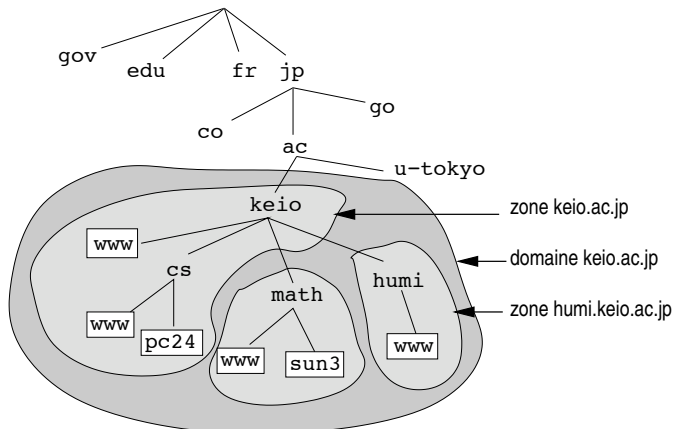 gov
edu
fr
jp
co
go
ac
u-tokyo
keio
zone keio.ac.jp
www
domaine keio.ac.jp
cs
humi
math
zone humi.keio.ac.jp
www
pc24
www
sun3
www